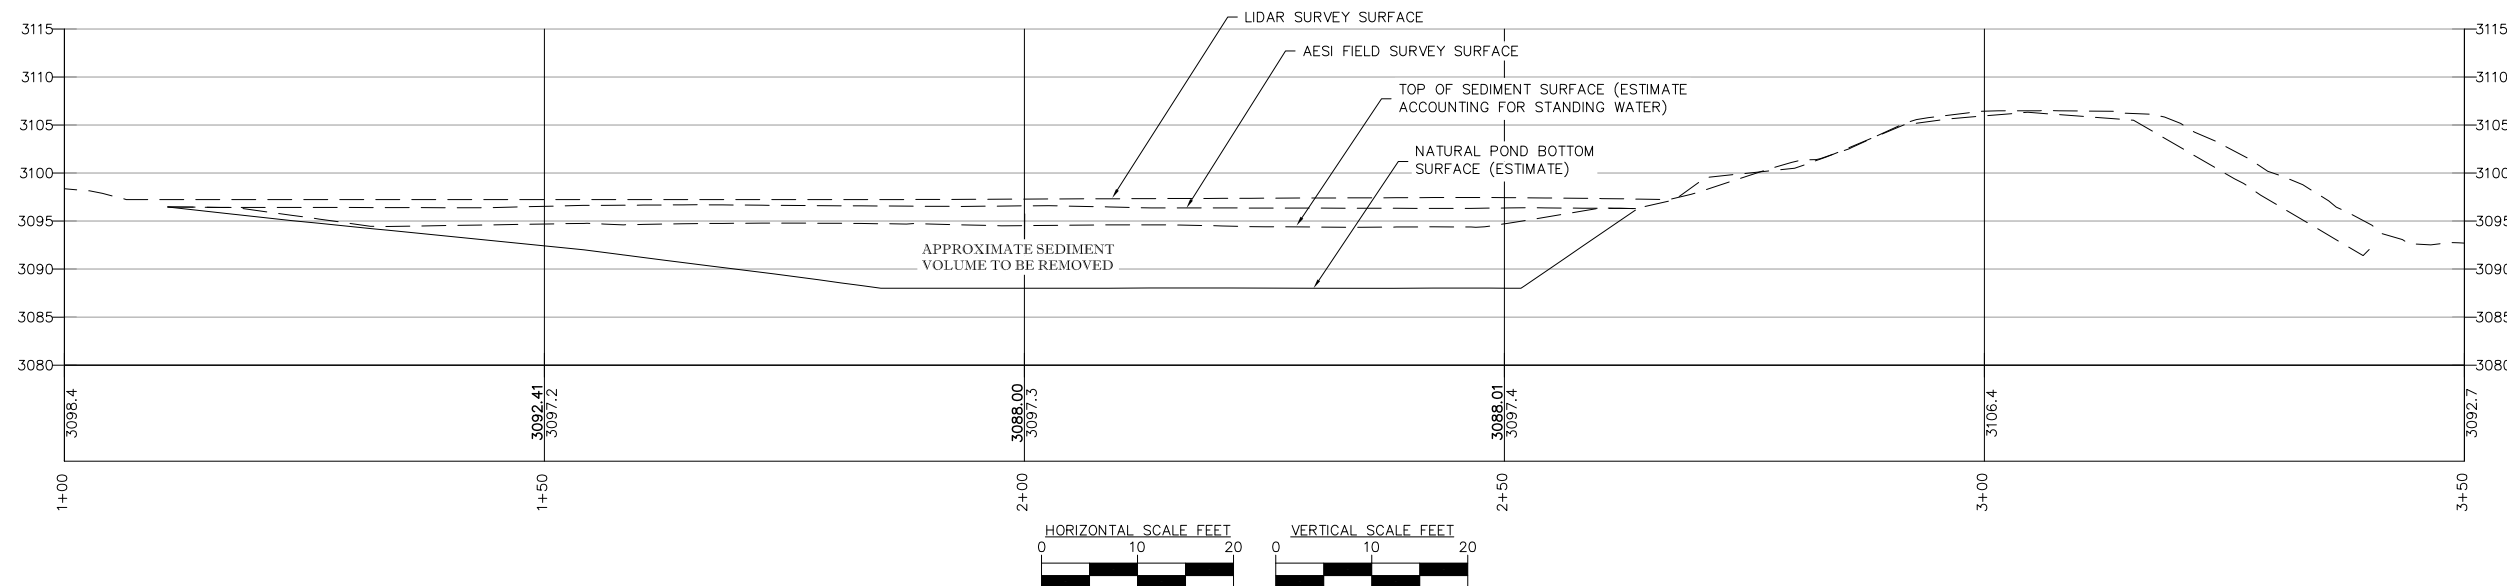 LIDAR SURVEY SURFACE
3115 3115
AESI FIELD SURVEY SURFACE
3110 3110
TOP OF SEDIMENT SURFACE (ESTIMATE
ACCOUNTING FOR STANDING WATER)
3105 3105
NATURAL POND BOTTOM
SURFACE (ESTIMATE)
3100 3100
3095 3095
APPROXIMATE SEDIMENT
VOLUME TO BE REMOVED
3090 3090
3085 3085
3080 3080
3098.4
3092.41
3097.2
3088.00
3097.3
3088.01
3097.4
3106.4
3092.7
1+00
1+50
2+00
2+50
3+00
3+50
HORIZONTAL SCALE FEET
0 10 20
VERTICAL SCALE FEET
0 10 20